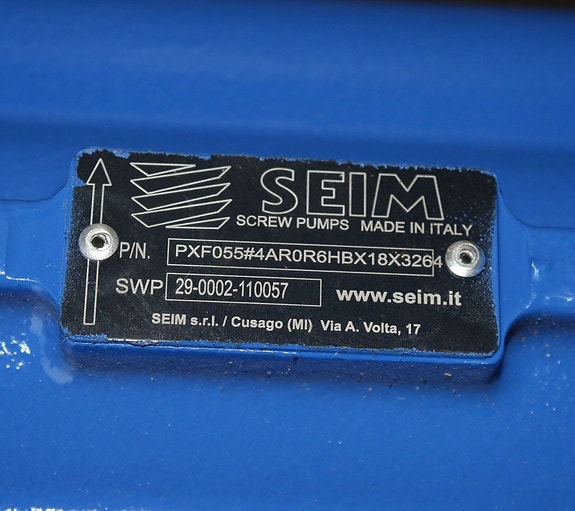 SEIM
SCREW PUMPS MADE IN ITALY
P/N. PXF055#4AR0R6HBX18X3264
SWP 29-0002-110057 www.seim.it
SEIM s.r.l. / Cusago (MI) Via A. Volta, 17